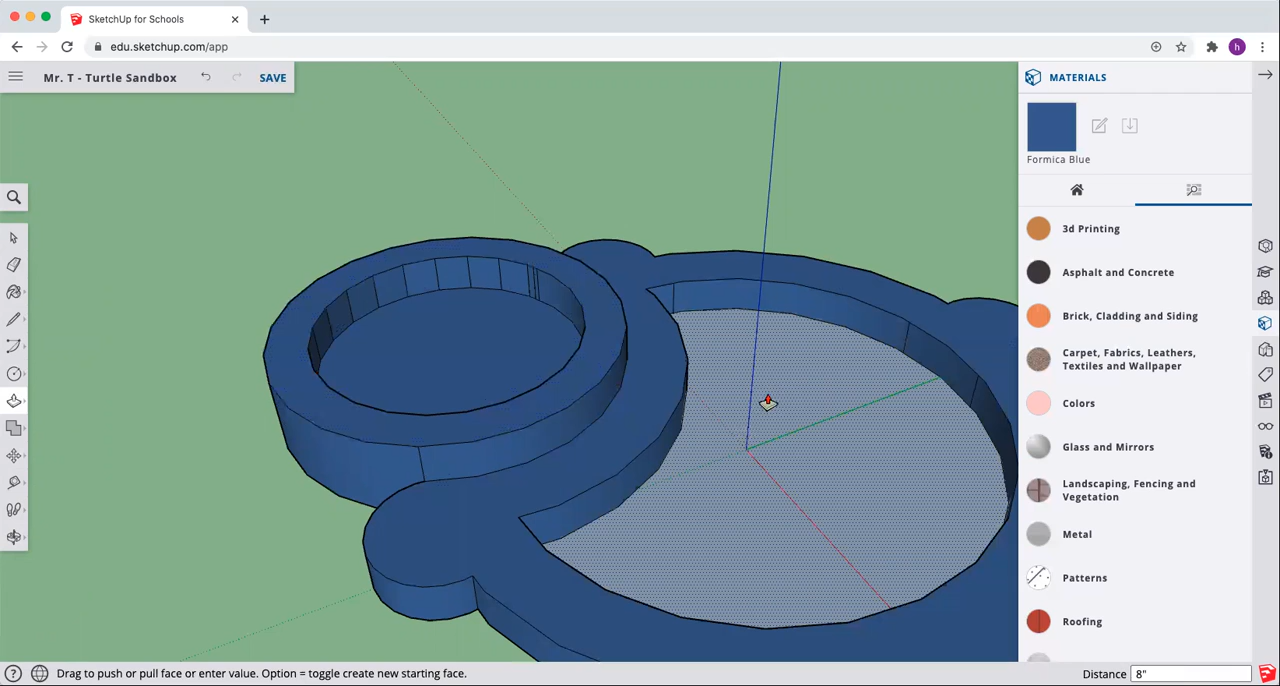 SketchUp for Schools
edu.sketchup.com/app
h
Mr. T - Turtle Sandbox
SAVE
MATERIALS
Formica Blue
3d Printing
Asphalt and Concrete
Brick, Cladding and Siding
Carpet, Fabrics, Leathers,
Textiles and Wallpaper
Colors
Glass and Mirrors
Landscaping, Fencing and
Vegetation
Metal
Patterns
Roofing
Drag to push or pull face or enter value. Option = toggle create new starting face.
Distance 8"